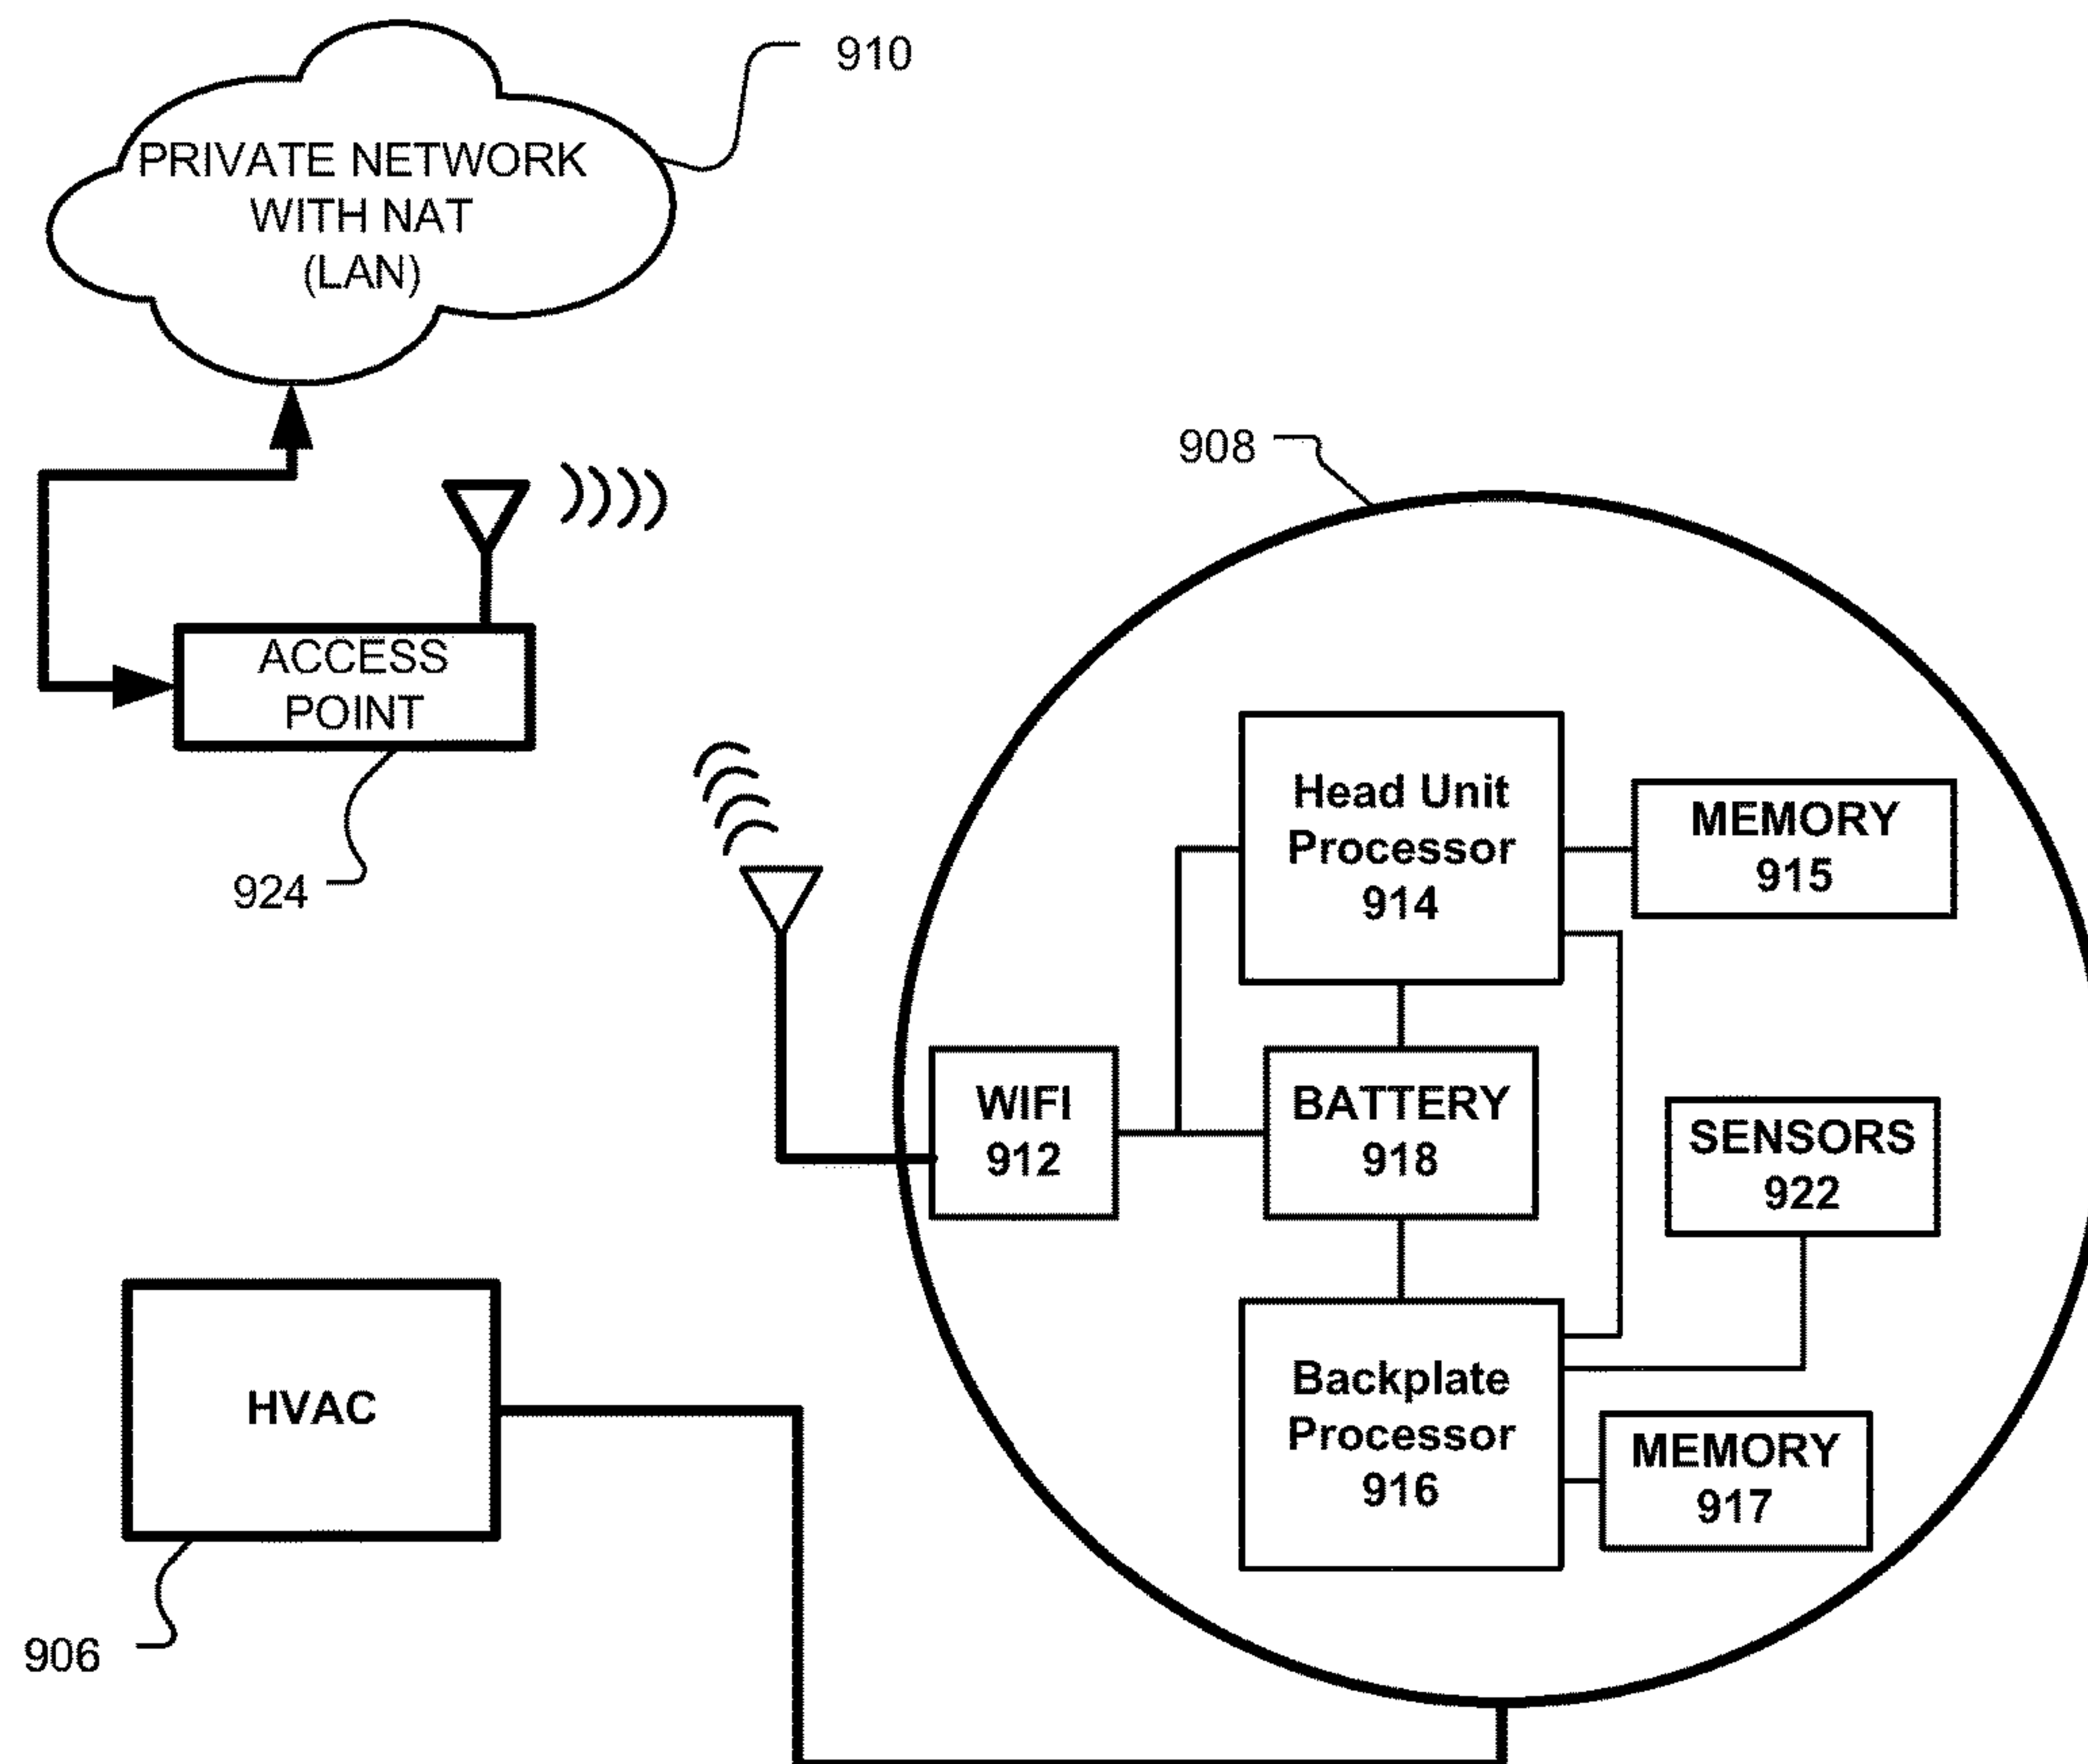 910
PRIVATE NETWORK
WITH NAT
(LAN)
908
ACCESS
POINT
924
Head Unit
Processor
914
MEMORY
915
WIFI
912
BATTERY
918
SENSORS
922
HVAC
906
Backplate
Processor
916
MEMORY
917